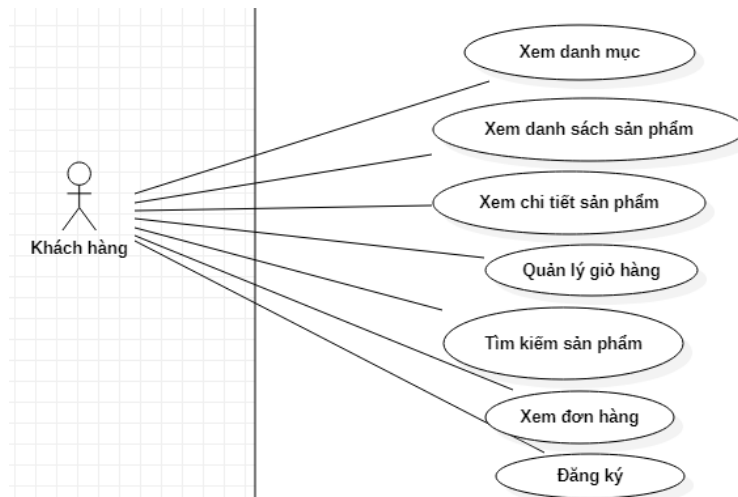 Xem danh mục
Xem danh sách sản phẩm
Xem chi tiết sản phẩm
Khách hàng
Quản lý giỏ hàng
Tìm kiếm sản phẩm
Xem đơn hàng
Đăng ký